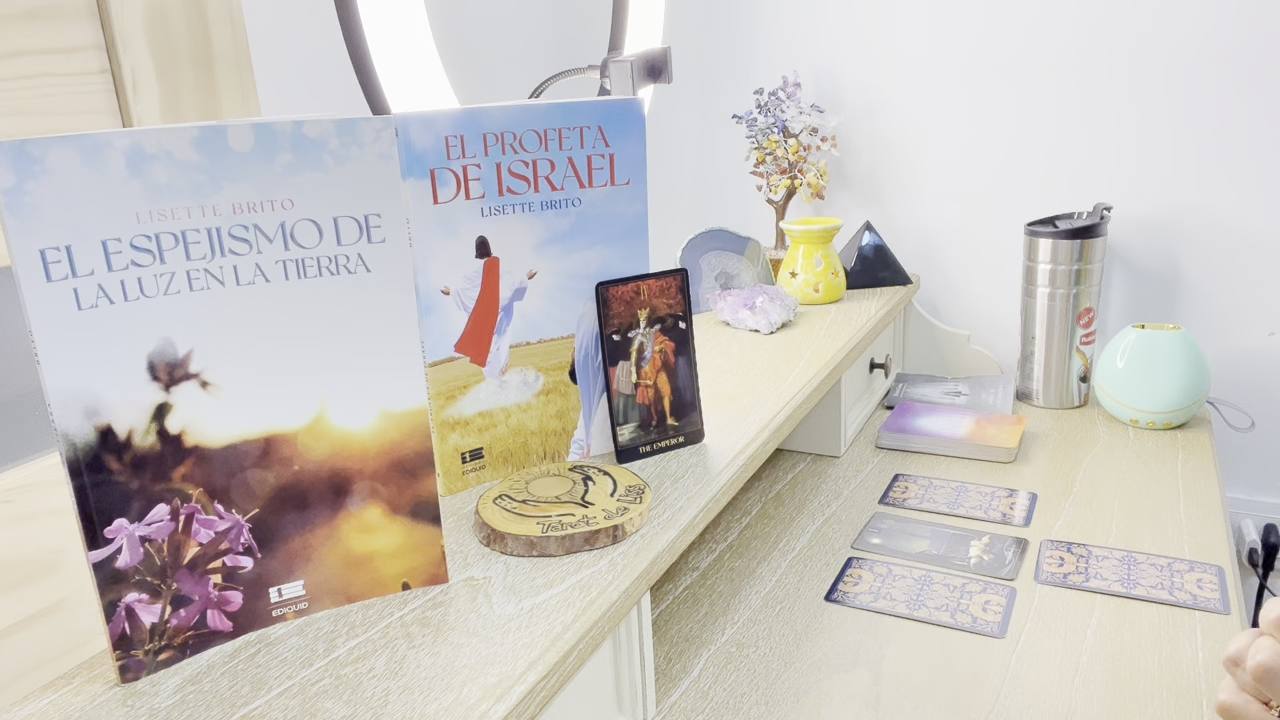 LISETTE BRITO
EL ESPEJISMO DE
LA LUZ EN LA TIERRA
EDIQUID
EL PROFETA
DE ISRAEL
LISETTE BRITO
EDIQUID
THE EMPEROR
Tarot de Liss